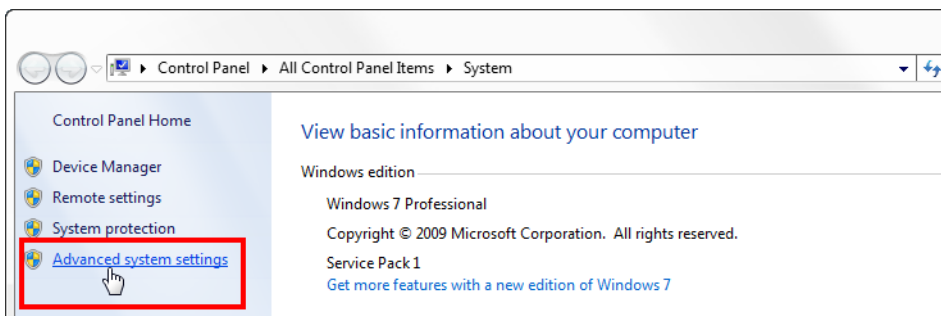 Control Panel ▸ All Control Panel Items ▸ System
Control Panel Home
Device Manager
Remote settings
System protection
Advanced system settings
View basic information about your computer
Windows edition
Windows 7 Professional
Copyright © 2009 Microsoft Corporation. All rights reserved.
Service Pack 1
Get more features with a new edition of Windows 7